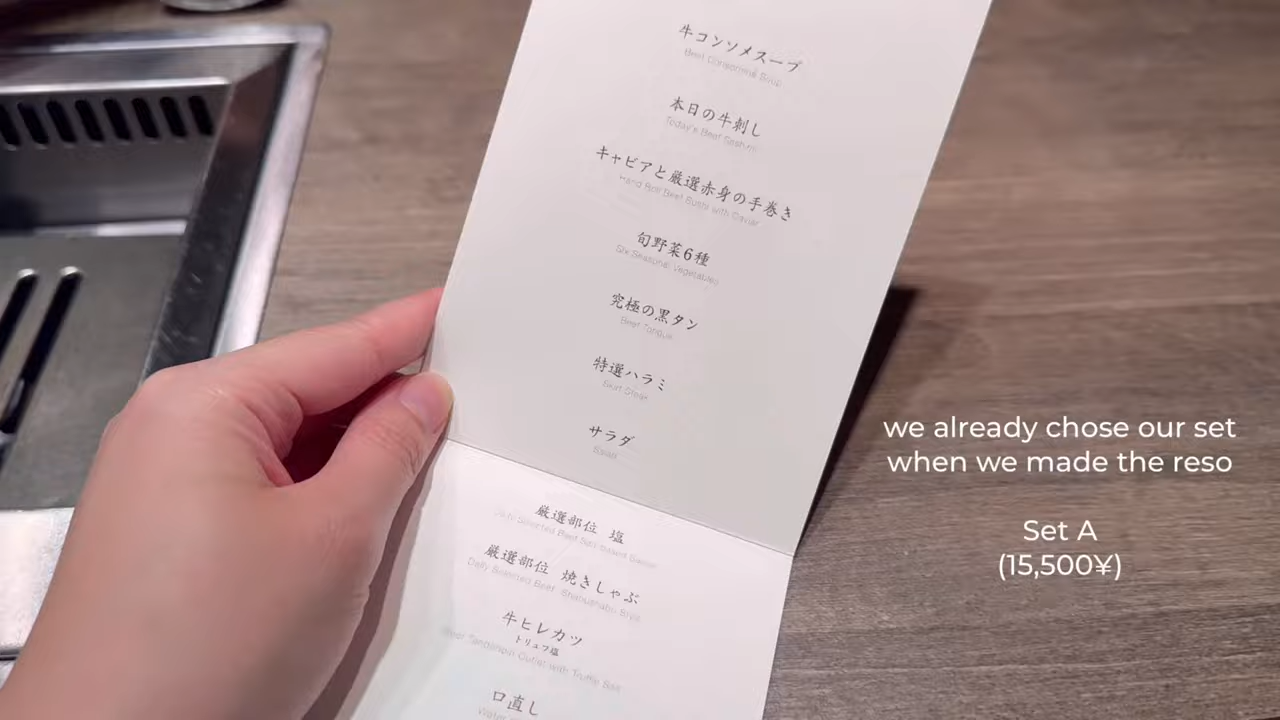 牛コンソメスープ
Beef Consommé Soup
本日の牛刺し
Today's Beef Sashimi
キャビアと厳選赤身の手巻き
Hand Roll Beef Sushi with Caviar
旬野菜6種
Six Seasonal Vegetables
究極の黒タン
Beef Tongue
特選ハラミ
Skirt Steak
サラダ
Salad
厳選部位 塩
Daily Selected Beef Salt Based Sauce
厳選部位 焼きしゃぶ
Daily Selected Beef Shabushabu Style
牛ヒレカツ
トリュフ塩
Beef Tenderloin Cutlet with Truffle Salt
口直し
we already chose our set
when we made the reso
Set A
(15,500¥)